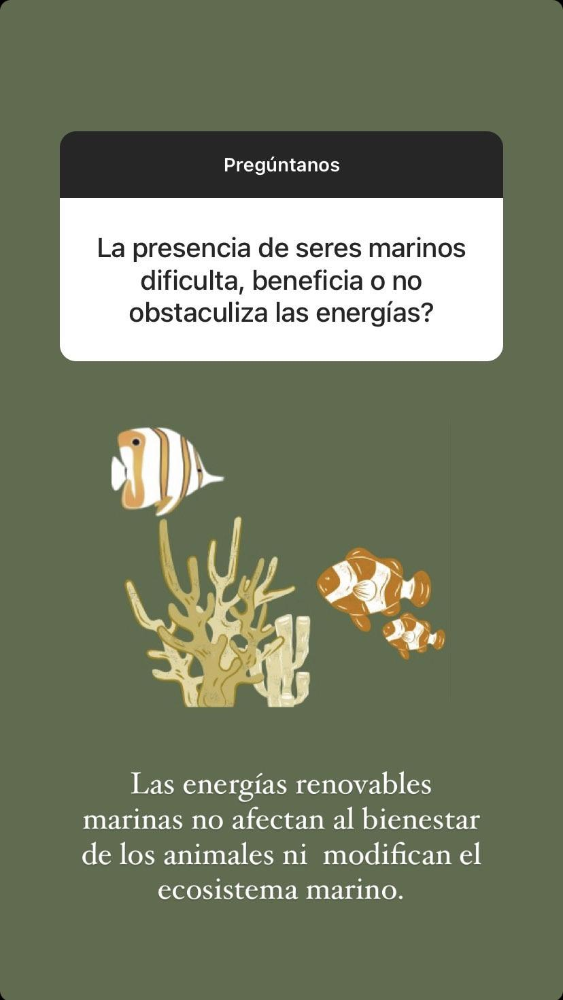 Pregúntanos
La presencia de seres marinos
dificulta, beneficia o no
obstaculiza las energías?
Las energías renovables
marinas no afectan al bienestar
de los animales ni  modifican el
ecosistema marino.